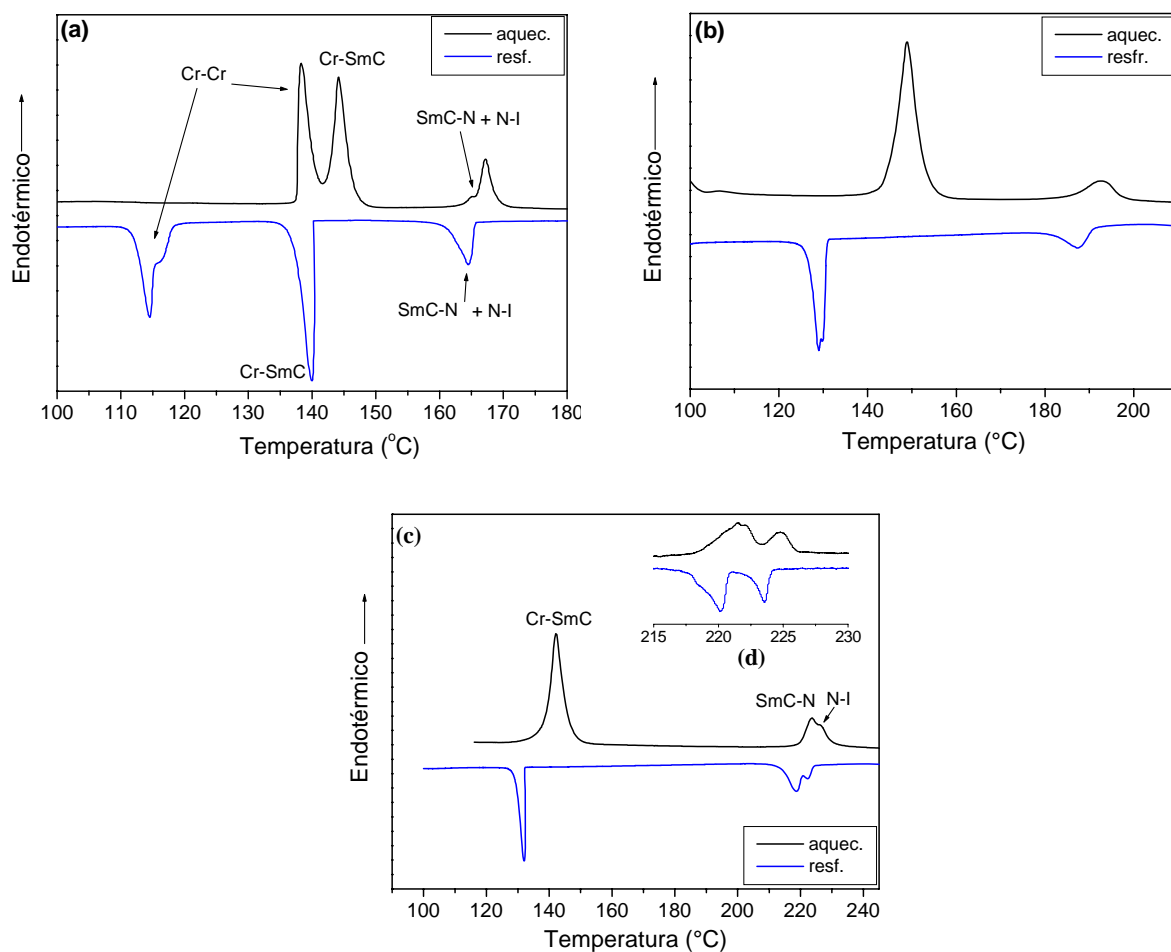 (a)
aquec.
resf.
Cr-Cr
Cr-SmC
SmC-N + N-I
SmC-N + N-I
Cr-SmC
Endotérmico
100 110 120 130 140 150 160 170 180
Temperatura (°C)
(b)
aquec.
resfr.
Endotérmico
100 120 140 160 180 200
Temperatura (°C)
(c)
Cr-SmC
215 220 225 230
(d)
SmC-N
N-I
Endotérmico
aquec.
resf.
100 120 140 160 180 200 220 240
Temperatura (°C)